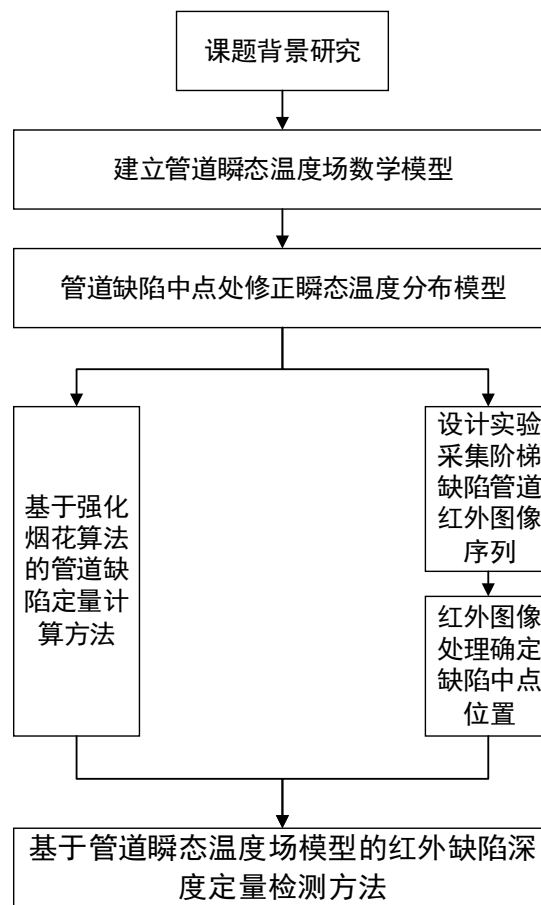 课题背景研究
建立管道瞬态温度场数学模型
管道缺陷中点处修正瞬态温度分布模型
基于强化
烟花算法
的管道缺
陷定量计
算方法
设计实验
采集阶梯
缺陷管道
红外图像
序列
红外图像
处理确定
缺陷中点
位置
基于管道瞬态温度场模型的红外缺陷深
度定量检测方法